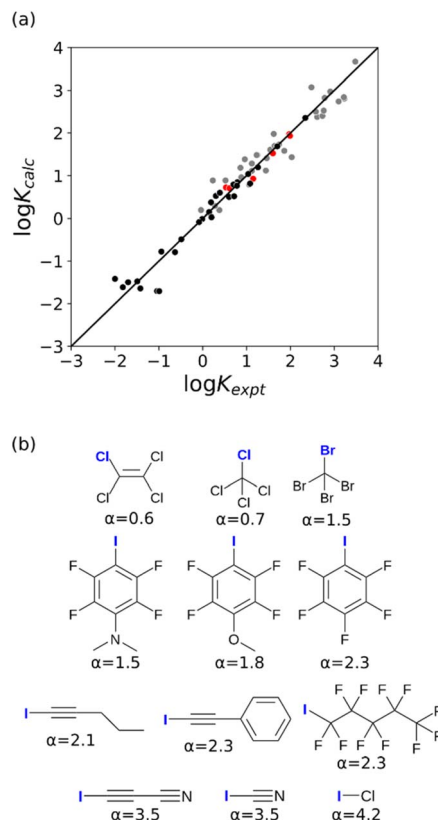 (a)
4
3
2
1
0
−1
−2
−3
logKcalc
−3 −2 −1 0 1 2 3 4
logKexpt
(b)
Cl Cl
Cl Cl
α=0.6
Cl
Cl Cl
Cl
α=0.7
Br
Br Br
Br
α=1.5
I
F F
F F
N
α=1.5
I
F F
F F
O
α=1.8
I
F F
F F
F
α=2.3
I
α=2.1
I
α=2.3
F F F F
I F
F
F F F F F
α=2.3
I N
α=3.5
I N
α=3.5
I Cl
α=4.2